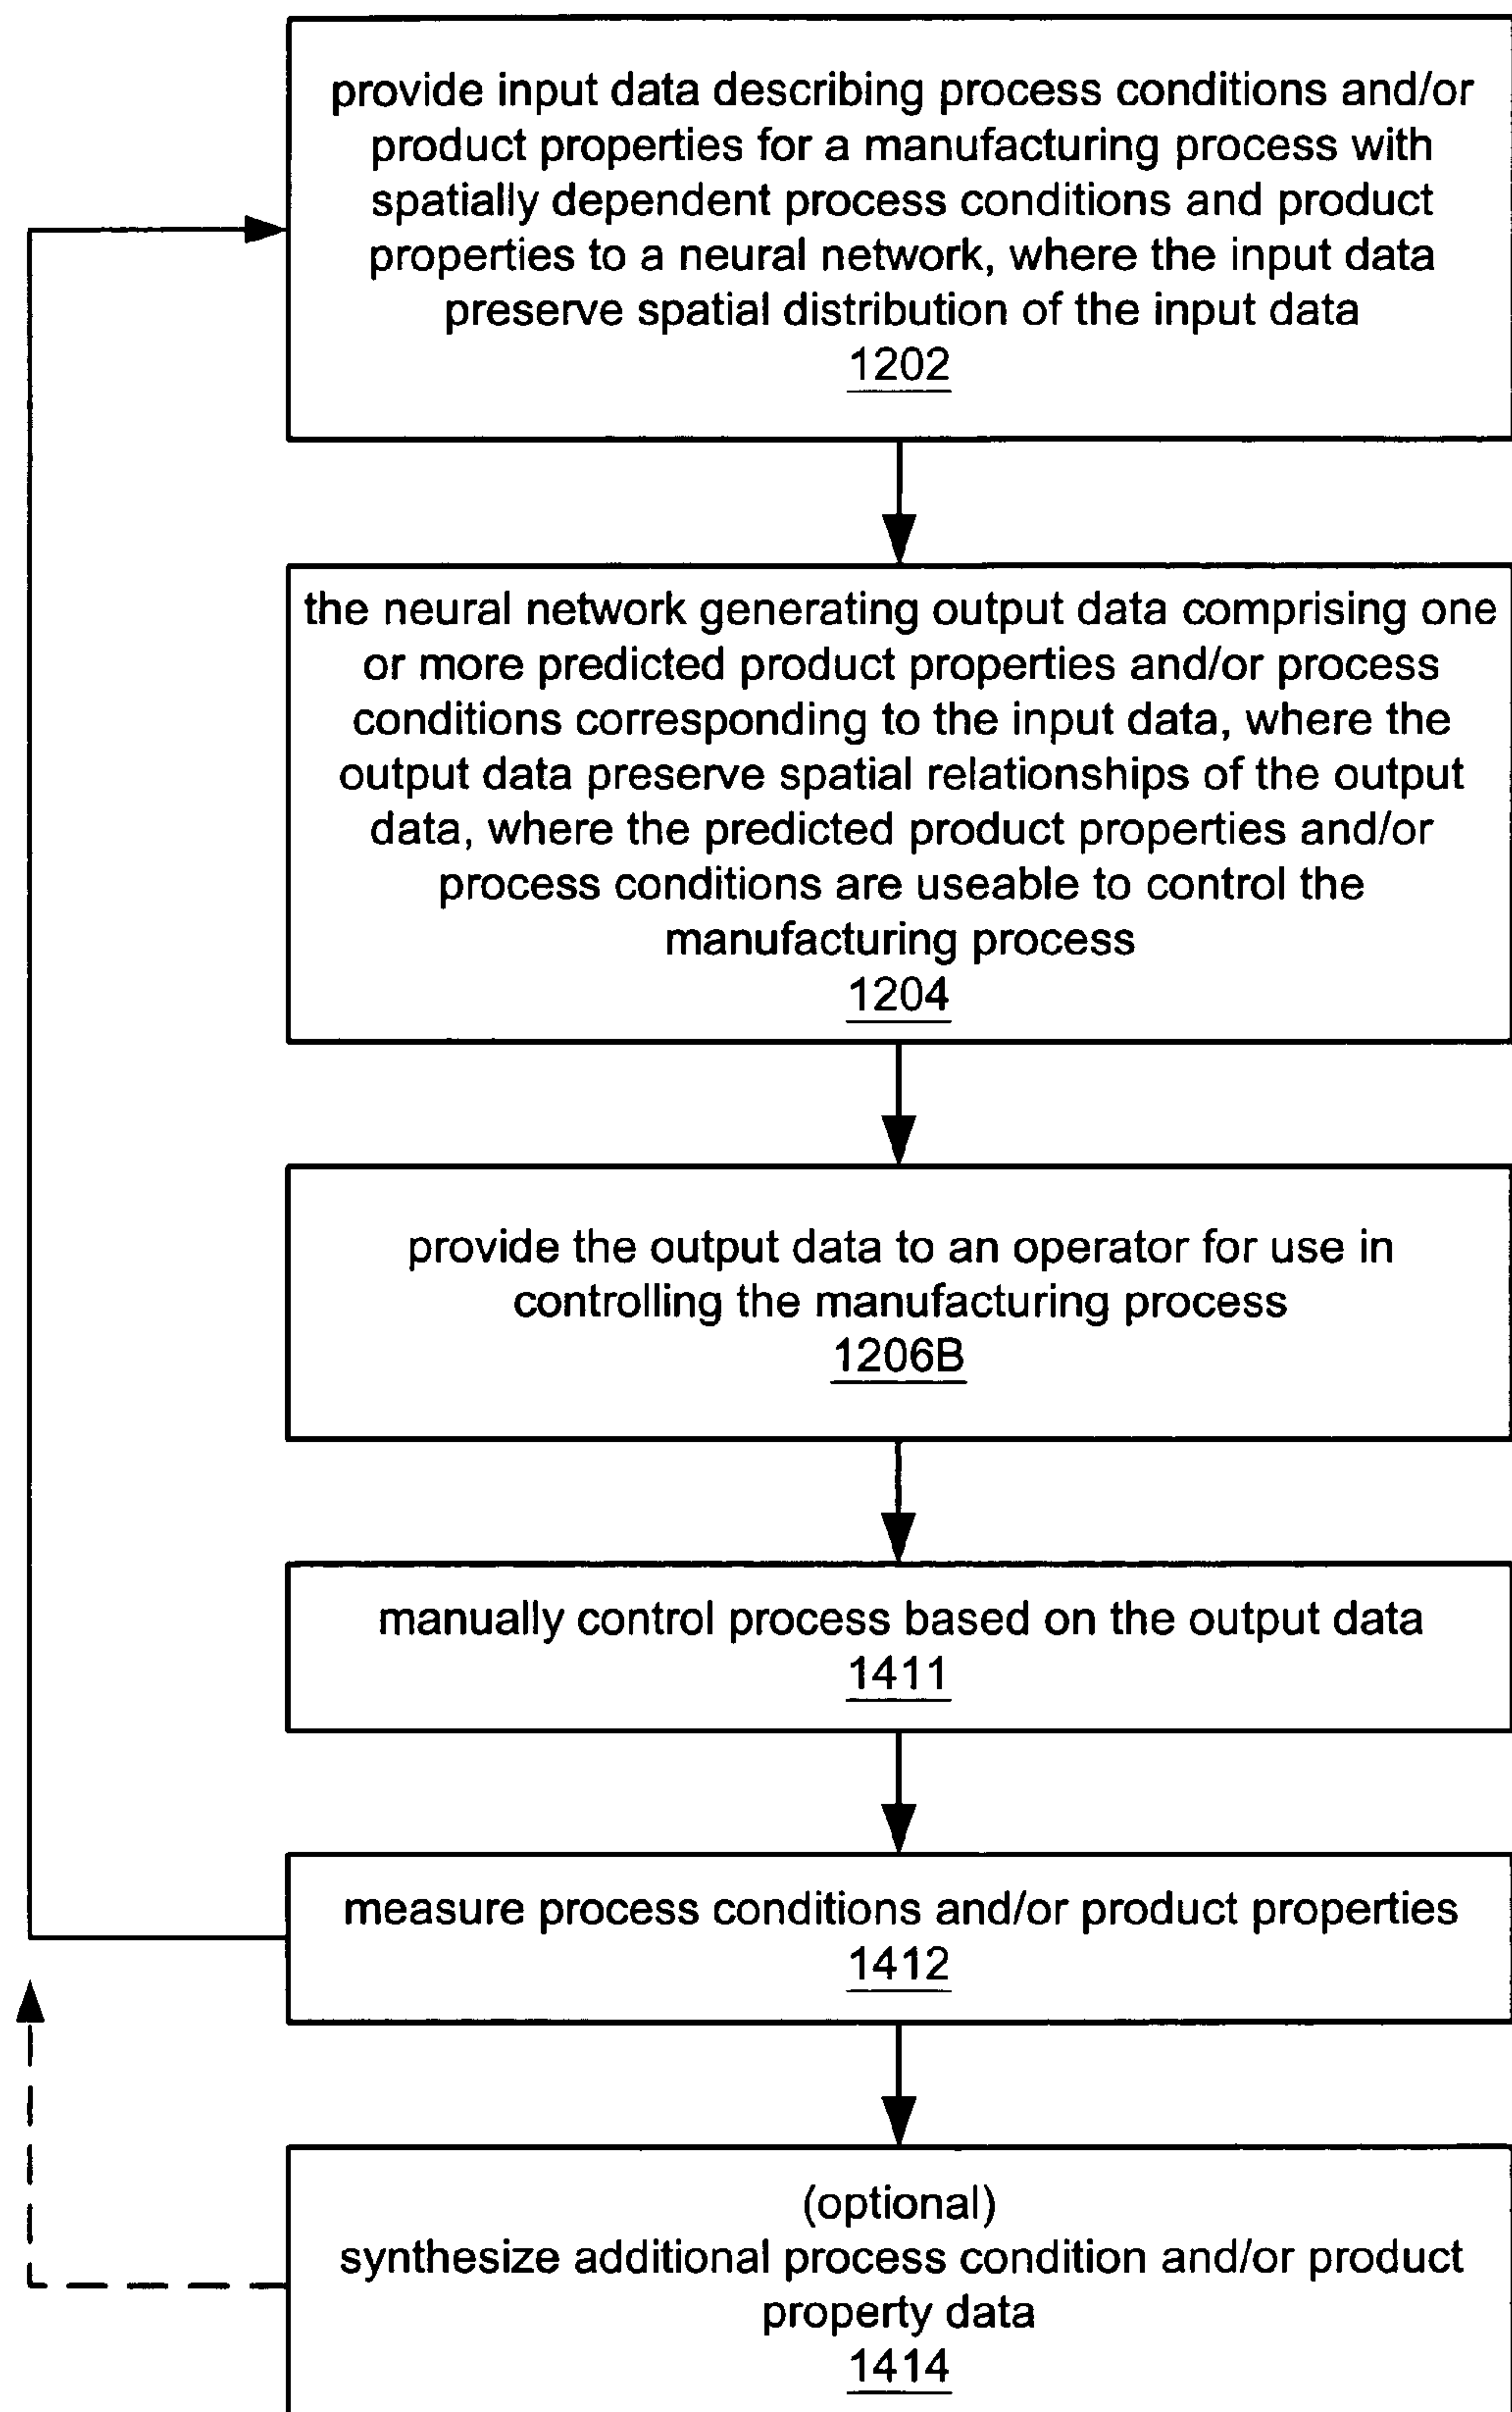 provide input data describing process conditions and/or
product properties for a manufacturing process with
spatially dependent process conditions and product
properties to a neural network, where the input data
preserve spatial distribution of the input data
1202
the neural network generating output data comprising one
or more predicted product properties and/or process
conditions corresponding to the input data, where the
output data preserve spatial relationships of the output
data, where the predicted product properties and/or
process conditions are useable to control the
manufacturing process
1204
provide the output data to an operator for use in
controlling the manufacturing process
1206B
manually control process based on the output data
1411
measure process conditions and/or product properties
1412
(optional)
synthesize additional process condition and/or product
property data
1414